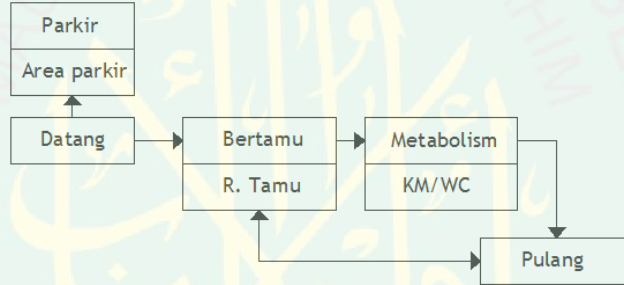 Parkir
Area parkir
Datang
Bertamu
Metabolism
R. Tamu
KM/WC
Pulang